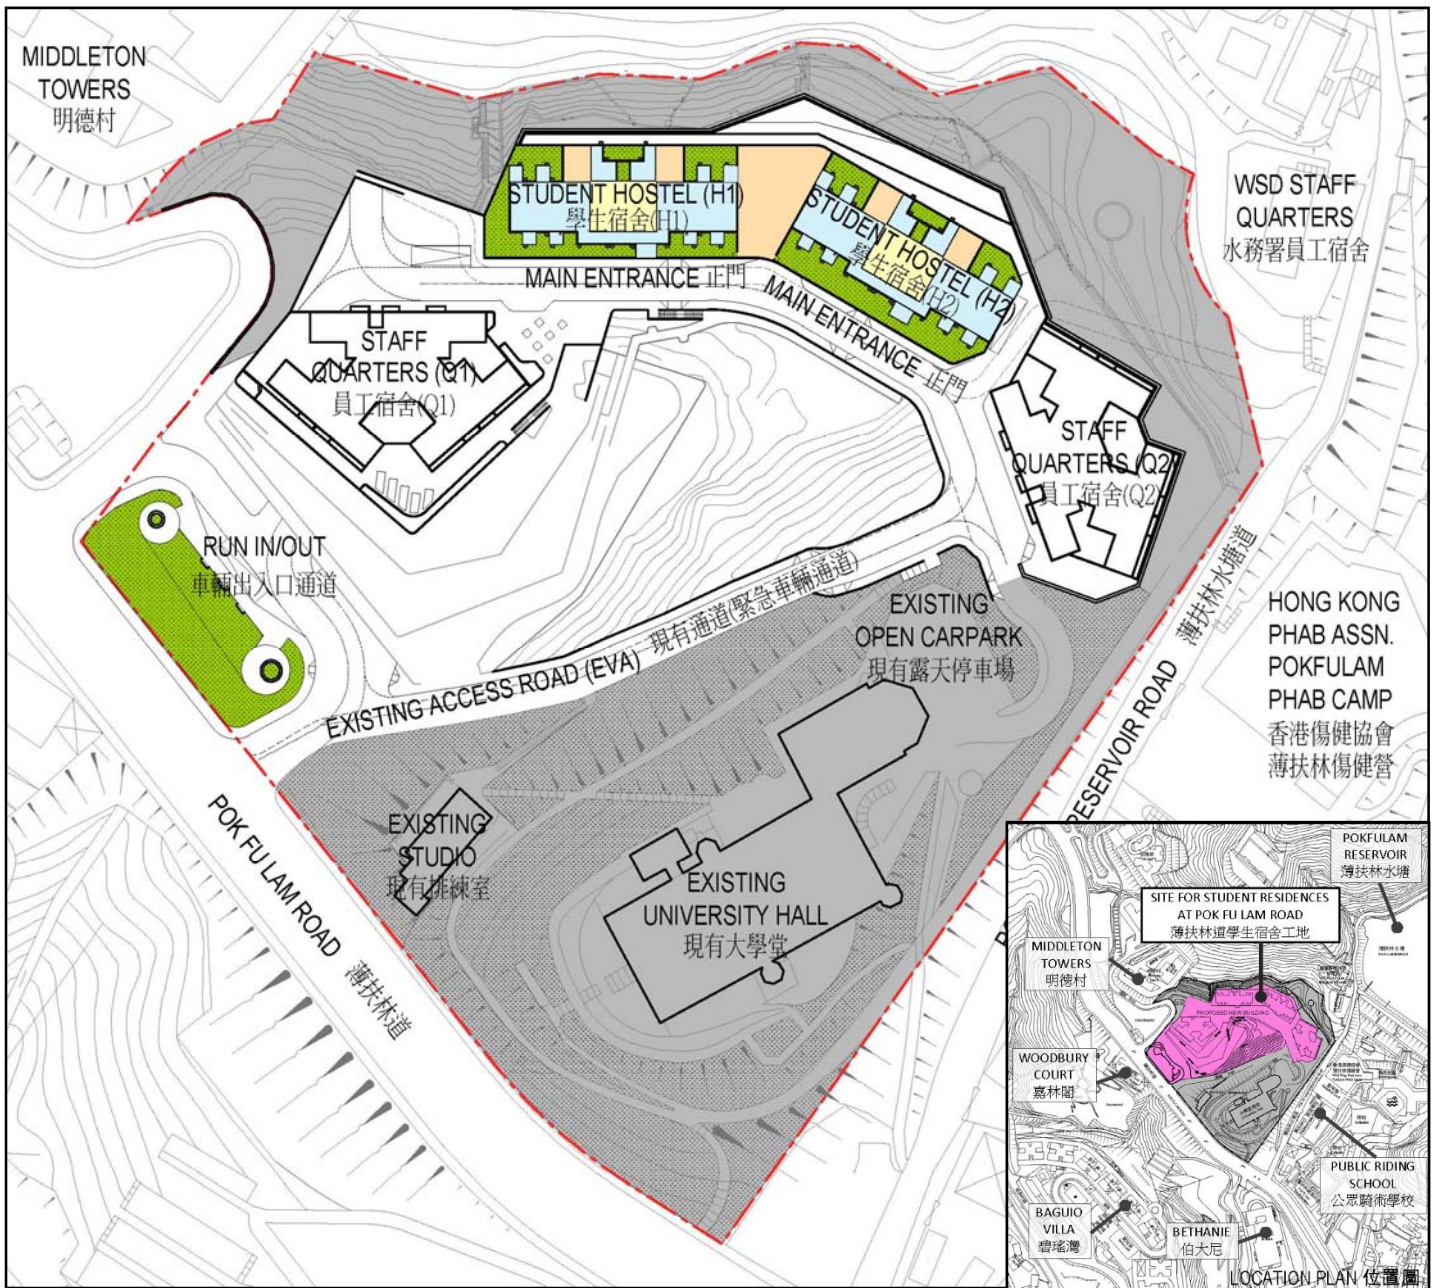 MIDDLETON
TOWERS
明德村
STUDENT HOSTEL (H1)
學生宿舍(H1)
MAIN ENTRANCE 正門
STUDENT HOSTEL (H2)
學生宿舍(H2)
MAIN ENTRANCE 正門
WSD STAFF
QUARTERS
水務署員工宿舍
STAFF
QUARTERS (Q1)
員工宿舍(Q1)
STAFF
QUARTERS (Q2)
員工宿舍(Q2)
RUN IN/OUT
車輛出入口通道
EXISTING ACCESS ROAD (EVA) 現有通道(緊急車輛通道)
EXISTING
OPEN CARPARK
現有露天停車場
HONG KONG
PHAB ASSN.
POKFULAM
PHAB CAMP
香港傷健協會
薄扶林傷健營
RESERVOIR ROAD 薄扶林水塘道
POK FU LAM ROAD 薄扶林道
EXISTING
STUDIO
現有排練室
EXISTING
UNIVERSITY HALL
現有大學堂
POKFULAM
RESERVOIR
薄扶林水塘
SITE FOR STUDENT RESIDENCES
AT POK FU LAM ROAD
薄扶林道學生宿舍工地
MIDDLETON
TOWERS
明德村
PROPOSED NEW BUILDING
WOODBURY
COURT
嘉林閣
PUBLIC RIDING
SCHOOL
公眾騎術學校
BAGUIO
VILLA
碧瑤灣
BETHANIE
伯大尼
LOCATION PLAN 位置圖